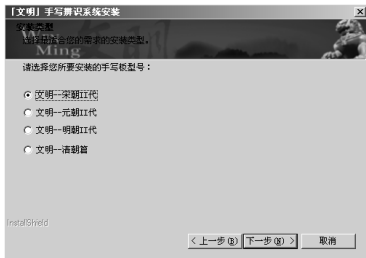 「文明」手写辨识系统安装
安装类型
选择最适合您的需求的安装类型。
Wen
Ming
请选择您所要安装的手写板型号：
文明--宋朝II代
文明--元朝II代
文明--明朝II代
文明--清朝篇
InstallShield
< 上一步(B)
下一步(N) >
取消